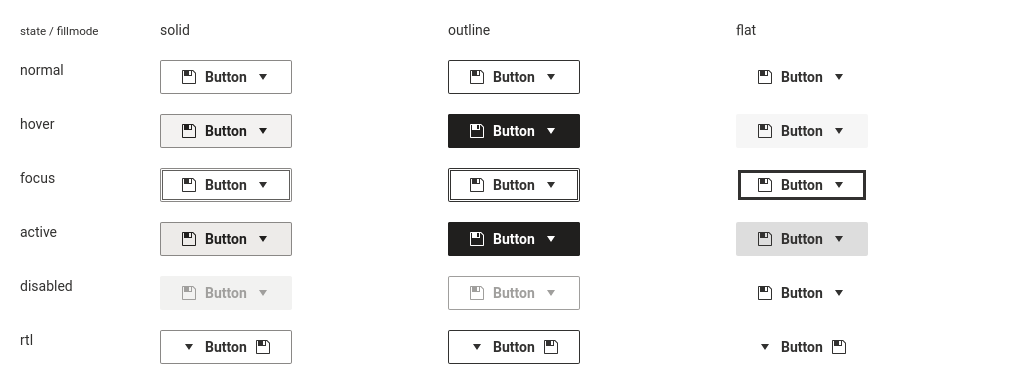 state / fillmode solid outline flat
normal Button Button Button
hover Button Button Button
focus Button Button Button
active Button Button Button
disabled Button Button Button
rtl Button Button Button